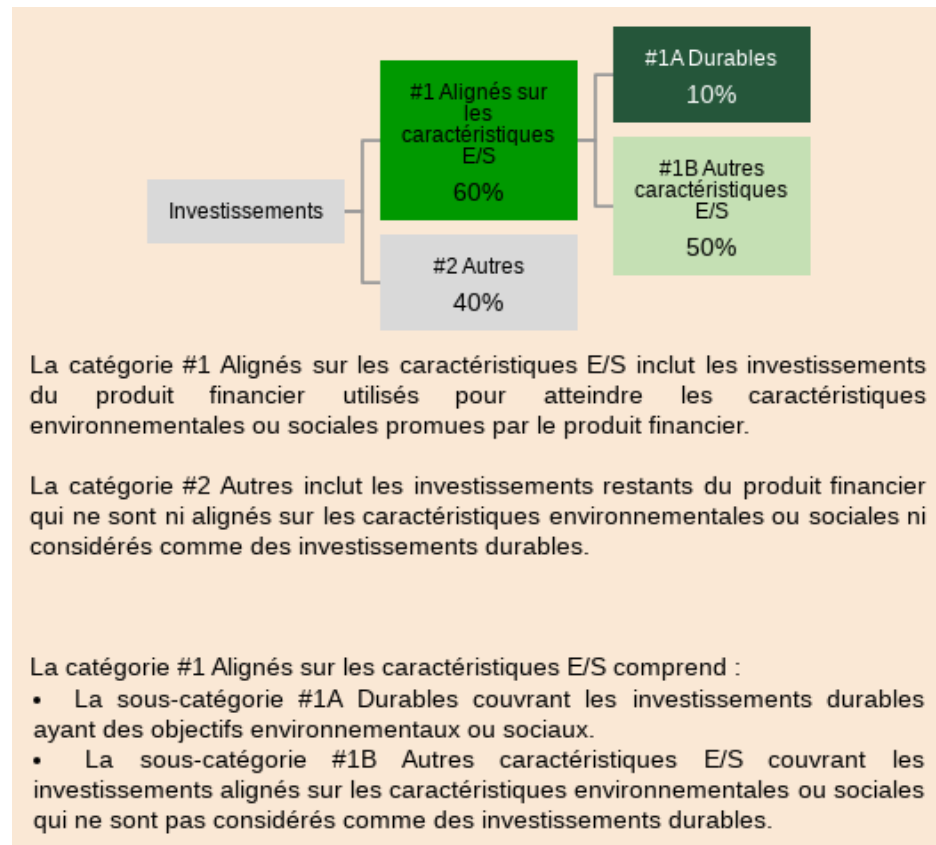 #1A Durables
10%
#1 Alignés sur
les
caractéristiques
E/S
60%
#1B Autres
caractéristiques
E/S
50%
Investissements
#2 Autres
40%
La catégorie #1 Alignés sur les caractéristiques E/S inclut les investissements
du produit financier utilisés pour atteindre les caractéristiques
environnementales ou sociales promues par le produit financier.
La catégorie #2 Autres inclut les investissements restants du produit financier
qui ne sont ni alignés sur les caractéristiques environnementales ou sociales ni
considérés comme des investissements durables.
La catégorie #1 Alignés sur les caractéristiques E/S comprend :
• La sous-catégorie #1A Durables couvrant les investissements durables
ayant des objectifs environnementaux ou sociaux.
• La sous-catégorie #1B Autres caractéristiques E/S couvrant les
investissements alignés sur les caractéristiques environnementales ou sociales
qui ne sont pas considérés comme des investissements durables.